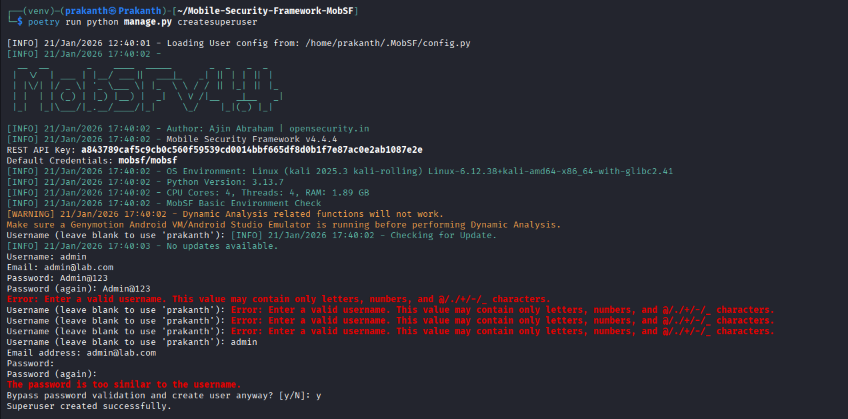 (venv)-(prakanth㉿Prakanth)-[~/Mobile-Security-Framework-MobSF]
$ poetry run python manage.py createsuperuser
[INFO] 21/Jan/2026 12:40:01 - Loading User config from: /home/prakanth/.MobSF/config.py
[INFO] 21/Jan/2026 17:40:02 -
MobSF v4.4
[INFO] 21/Jan/2026 17:40:02 - Author: Ajin Abraham | opensecurity.in
[INFO] 21/Jan/2026 17:40:02 - Mobile Security Framework v4.4.4
REST API Key: a843789caf5c9cb0c560f59539cd0014bbf665df8d0b1f7e87ac0e2ab1087e2e
Default Credentials: mobsf/mobsf
[INFO] 21/Jan/2026 17:40:02 - OS Environment: Linux (kali 2025.3 kali-rolling) Linux-6.12.38+kali-amd64-x86_64-with-glibc2.41
[INFO] 21/Jan/2026 17:40:02 - Python Version: 3.13.7
[INFO] 21/Jan/2026 17:40:02 - CPU Cores: 4, Threads: 4, RAM: 1.89 GB
[INFO] 21/Jan/2026 17:40:02 - MobSF Basic Environment Check
[WARNING] 21/Jan/2026 17:40:02 - Dynamic Analysis related functions will not work.
Make sure a Genymotion Android VM/Android Studio Emulator is running before performing Dynamic Analysis.
Username (leave blank to use 'prakanth'): [INFO] 21/Jan/2026 17:40:02 - Checking for Update.
[INFO] 21/Jan/2026 17:40:03 - No updates available.
Username: admin
Email: admin@lab.com
Password: Admin@123
Password (again): Admin@123
Error: Enter a valid username. This value may contain only letters, numbers, and @/./+/-/_ characters.
Username (leave blank to use 'prakanth'): Error: Enter a valid username. This value may contain only letters, numbers, and @/./+/-/_ characters.
Username (leave blank to use 'prakanth'): Error: Enter a valid username. This value may contain only letters, numbers, and @/./+/-/_ characters.
Username (leave blank to use 'prakanth'): Error: Enter a valid username. This value may contain only letters, numbers, and @/./+/-/_ characters.
Username (leave blank to use 'prakanth'): admin
Email address: admin@lab.com
Password:
Password (again):
The password is too similar to the username.
Bypass password validation and create user anyway? [y/N]: y
Superuser created successfully.